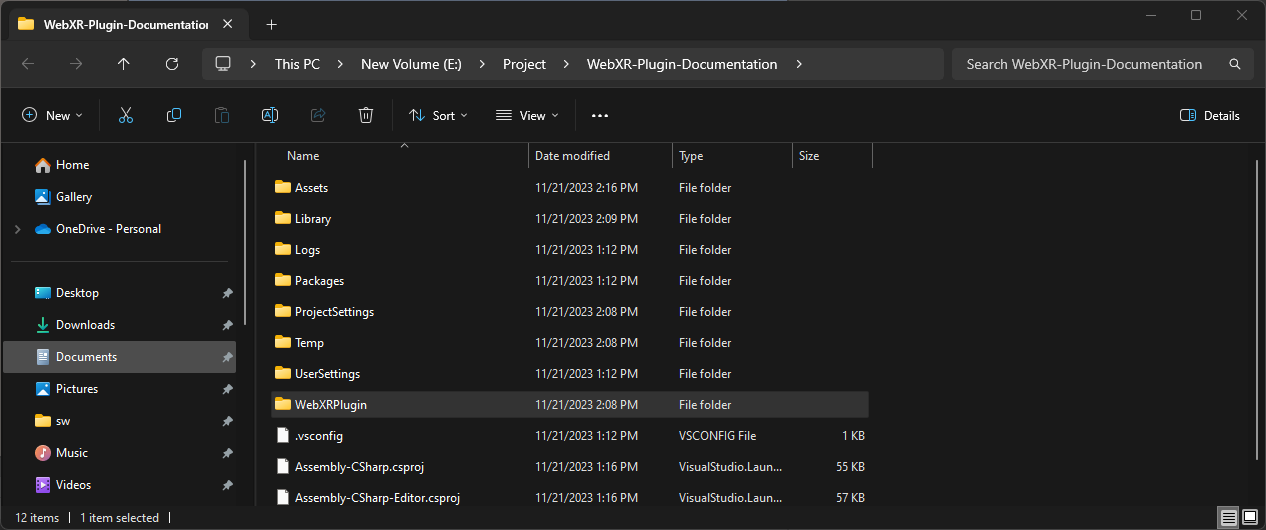 WebXR-Plugin-Documentation
This PC New Volume (E:) Project WebXR-Plugin-Documentation Search WebXR-Plugin-Documentation
New Sort View Details
Home
Gallery
OneDrive - Personal
Desktop
Downloads
Documents
Pictures
sw
Music
Videos
Name Date modified Type Size
Assets 11/21/2023 2:16 PM File folder
Library 11/21/2023 2:09 PM File folder
Logs 11/21/2023 1:12 PM File folder
Packages 11/21/2023 1:12 PM File folder
ProjectSettings 11/21/2023 2:08 PM File folder
Temp 11/21/2023 2:08 PM File folder
UserSettings 11/21/2023 1:12 PM File folder
WebXRPlugin 11/21/2023 2:08 PM File folder
.vsconfig 11/21/2023 1:12 PM VSCONFIG File 1 KB
Assembly-CSharp.csproj 11/21/2023 1:16 PM VisualStudio.Laun... 55 KB
Assembly-CSharp-Editor.csproj 11/21/2023 1:16 PM VisualStudio.Laun... 57 KB
12 items 1 item selected